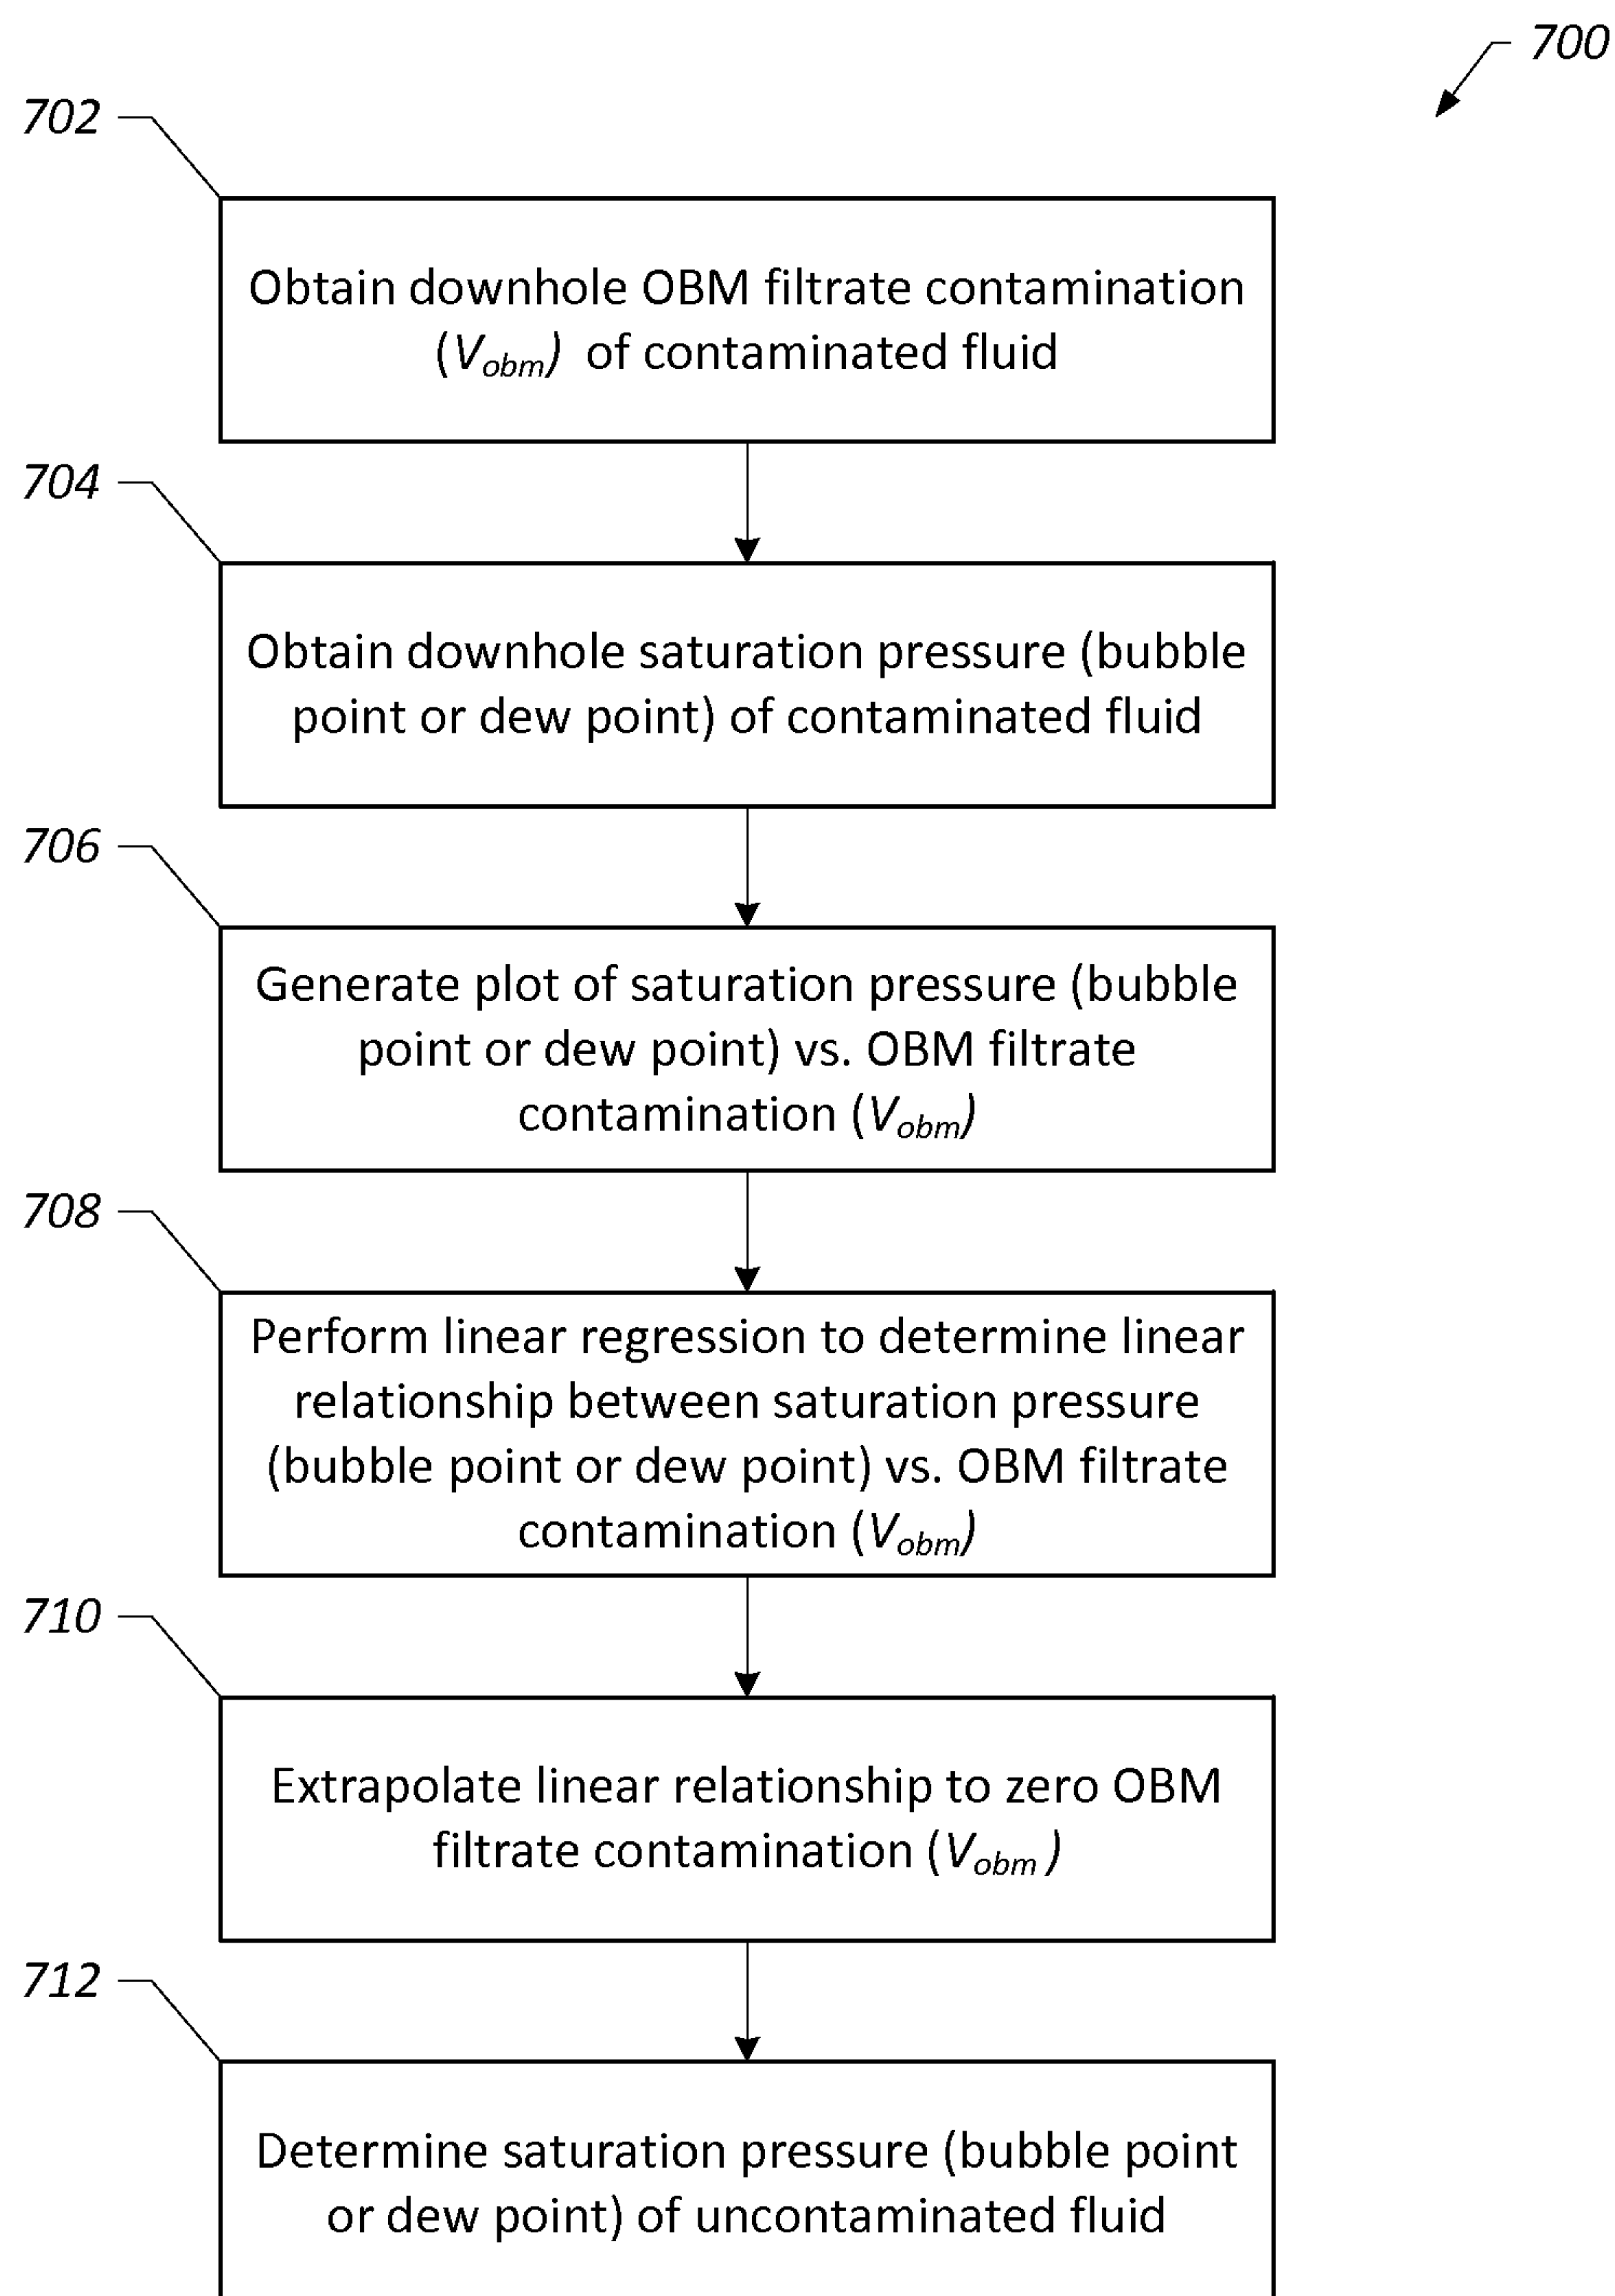 700
702
Obtain downhole OBM filtrate contamination
(Vobm) of contaminated fluid
704
Obtain downhole saturation pressure (bubble
point or dew point) of contaminated fluid
706
Generate plot of saturation pressure (bubble
point or dew point) vs. OBM filtrate
contamination (Vobm)
708
Perform linear regression to determine linear
relationship between saturation pressure
(bubble point or dew point) vs. OBM filtrate
contamination (Vobm)
710
Extrapolate linear relationship to zero OBM
filtrate contamination (Vobm )
712
Determine saturation pressure (bubble point
or dew point) of uncontaminated fluid